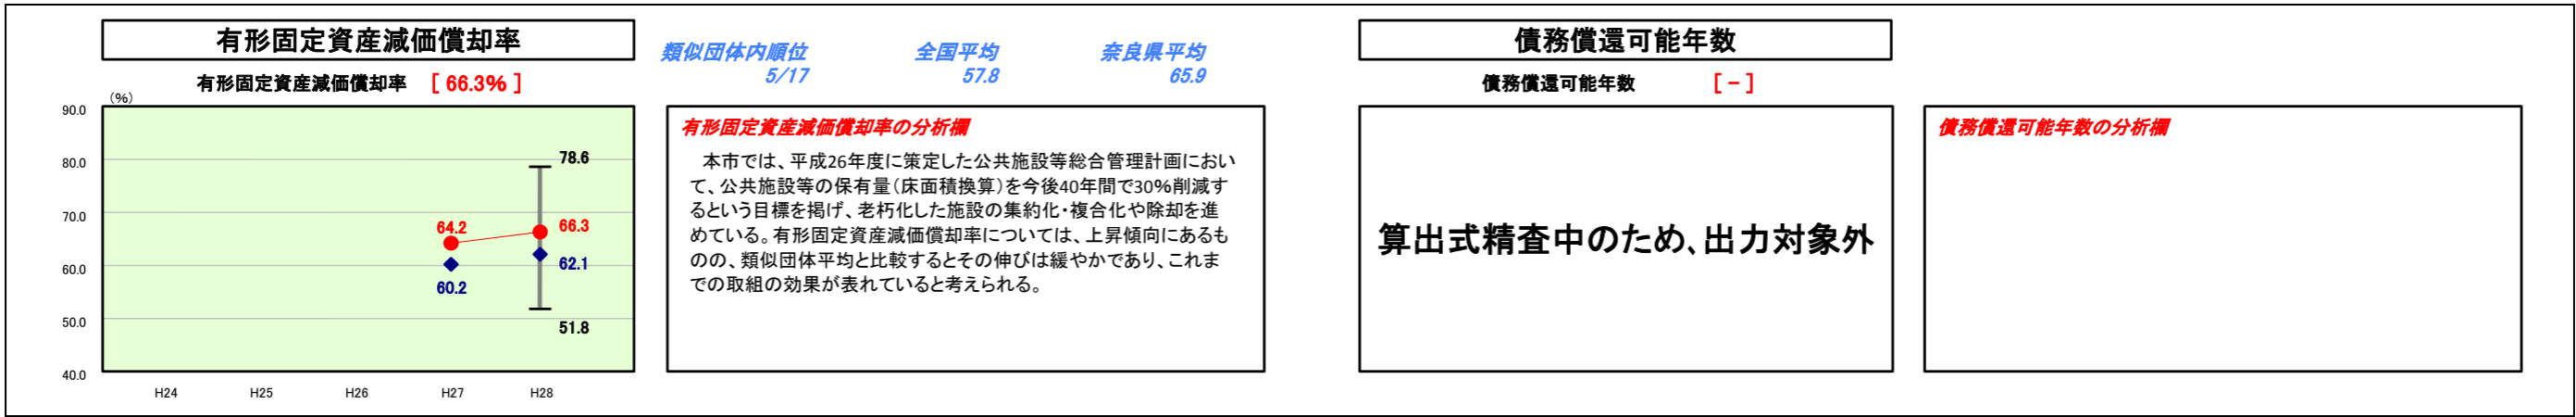 有形固定資産減価償却率
有形固定資産減価償却率 [ 66.3% ]
類似団体内順位 全国平均 奈良県平均
5/17 57.8 65.9
(%)
90.0
80.0
70.0
60.0
50.0
40.0
78.6
64.2
66.3
60.2
62.1
51.8
H24 H25 H26 H27 H28
有形固定資産減価償却率の分析欄
本市では、平成26年度に策定した公共施設等総合管理計画におい
て、公共施設等の保有量(床面積換算)を今後40年間で30%削減す
るという目標を掲げ、老朽化した施設の集約化・複合化や除却を進
めている。有形固定資産減価償却率については、上昇傾向にあるも
のの、類似団体平均と比較するとその伸びは緩やかであり、これま
での取組の効果が表れていると考えられる。
債務償還可能年数
債務償還可能年数 [ − ]
算出式精査中のため、出力対象外
債務償還可能年数の分析欄